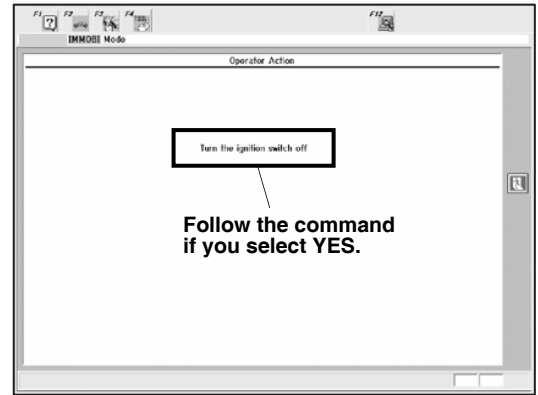 F1 F2 F3 F4 F12
IMMOBI Mode
Operator Action
Turn the ignition switch off
Follow the command
if you select YES.